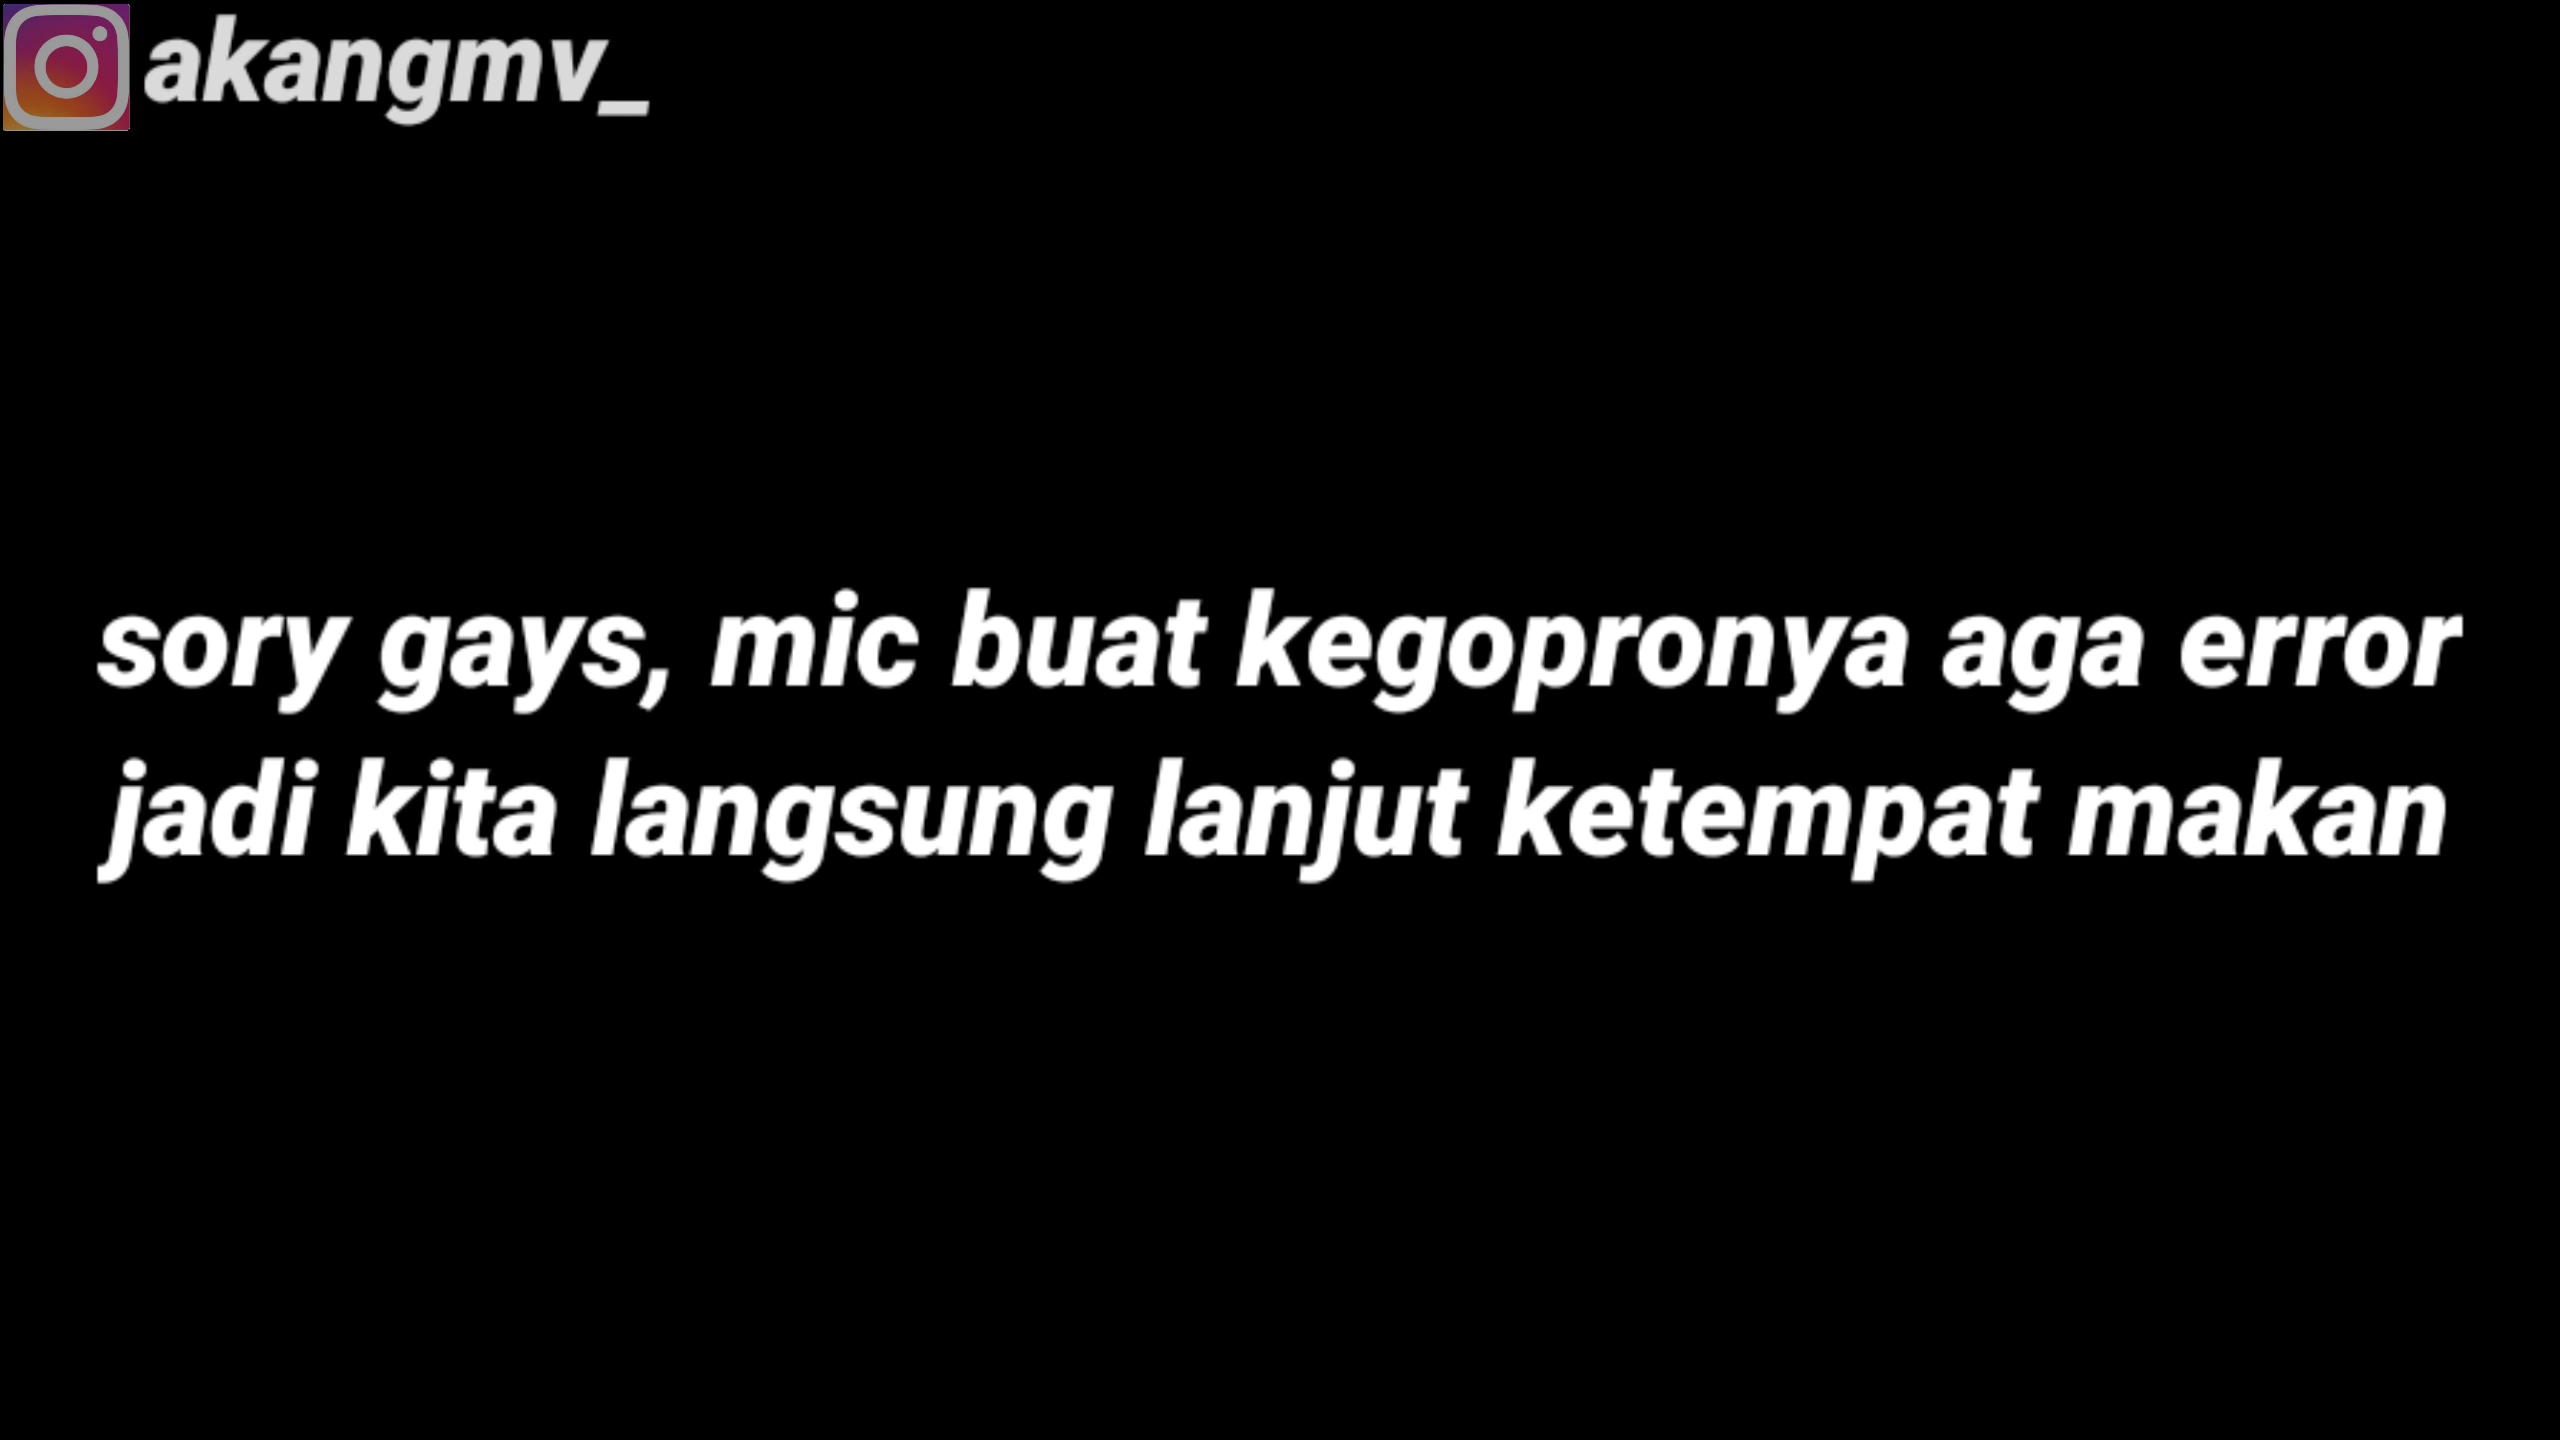 akangmv_
sory gays, mic buat kegopronya aga error
jadi kita langsung lanjut ketempat makan